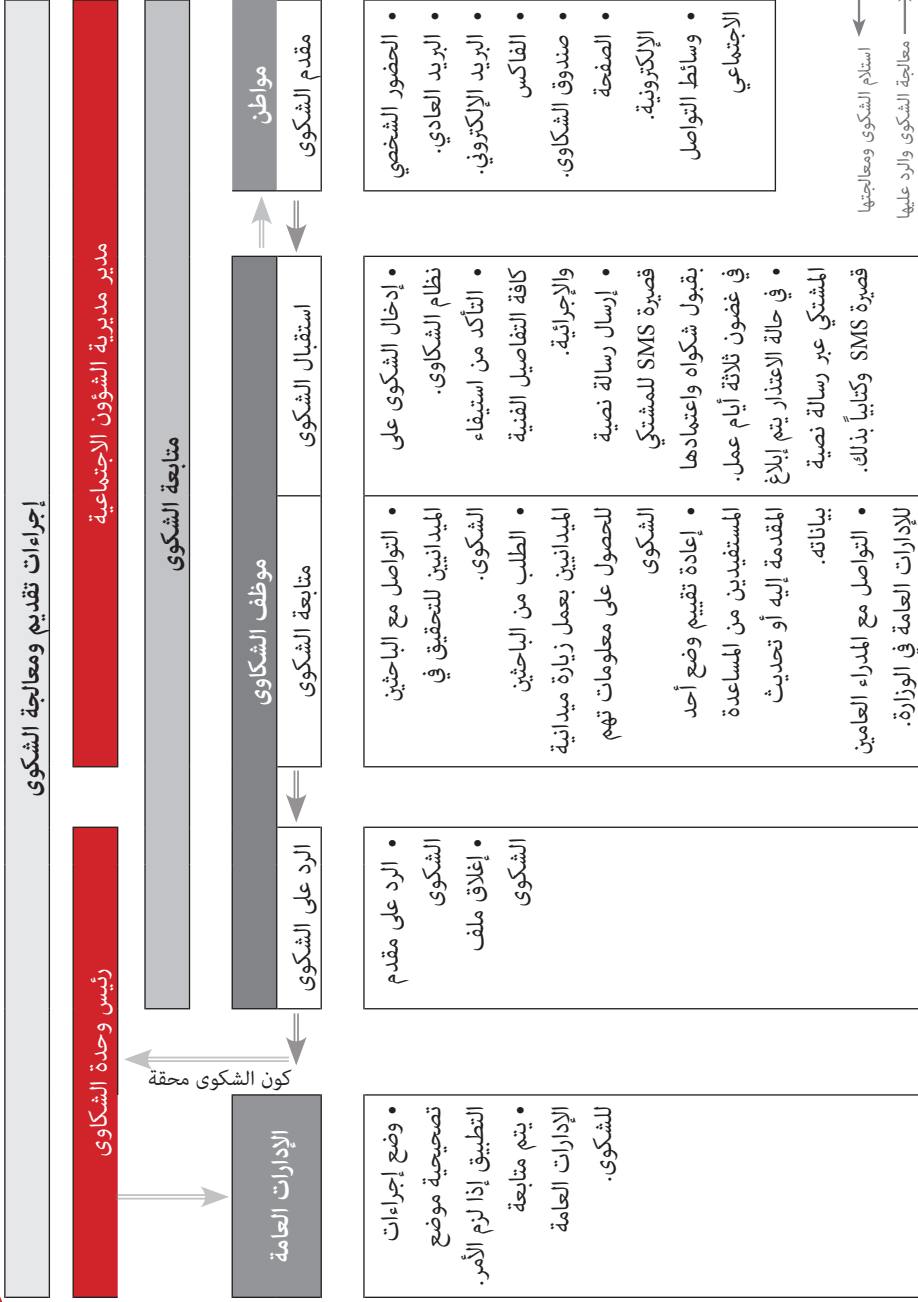 إجراءات تقديم ومعالجة الشكوى
مدير مديرية الشؤون الاجتماعية
رئيس وحدة الشكاوى
متابعة الشكوى
مواطن
مقدم الشكوى
• الحضور الشخصي
• البريد العادي.
• البريد الإلكتروني.
• الفاكس
• صندوق الشكاوى.
• الصفحة
الإلكترونية.
• وسائط التواصل
الاجتماعي
موظف الشكاوى
استقبال الشكوى
• إدخال الشكوى على
نظام الشكاوى.
• التأكد من استيفاء
كافة التفاصيل الفنية
والإجرائية.
• إرسال رسالة نصية
قصيرة SMS للمشتكي
بقبول شكواه واعتمادها
في غضون ثلاثة أيام عمل.
• في حالة الاعتذار يتم إبلاغ
المشتكي عبر رسالة نصية
قصيرة SMS وكتابياً بذلك.
متابعة الشكوى
• التواصل مع الباحثين
الميدانيين للتحقيق في
الشكوى.
• الطلب من الباحثين
الميدانيين بعمل زيارة ميدانية
للحصول على معلومات تهم
الشكوى
• إعادة تقييم وضع أحد
المستفيدين من المساعدة
المقدمة إليه أو تحديث
بياناته.
• التواصل مع المدراء العامين
للإدارات العامة في الوزارة.
الرد على الشكوى
• الرد على مقدم
الشكوى
• إغلاق ملف
الشكوى
كون الشكوى محقة
الإدارات العامة
• وضع إجراءات
تصحيحية موضع
التطبيق إذا لزم الأمر.
• يتم متابعة
الإدارات العامة
للشكوى.
استلام الشكوى ومعالجتها
معالجة الشكوى والرد عليها